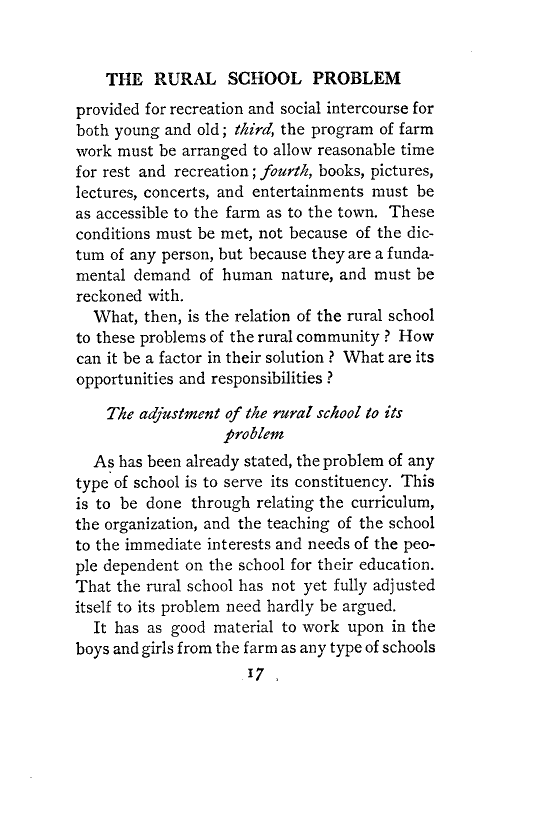 THE RURAL SCHOOL PROBLEM
provided for recreation and social intercourse for
both young and old; third, the program of farm
work must be arranged to allow reasonable time
for rest and recreation; fourth, books, pictures,
lectures, concerts, and entertainments must be
as accessible to the farm as to the town. These
conditions must be met, not because of the dic-
tum of any person, but because they are a funda-
mental demand of human nature, and must be
reckoned with.
What, then, is the relation of the rural school
to these problems of the rural community? How
can it be a factor in their solution? What are its
opportunities and responsibilities?
The adjustment of the rural school to its
problem
As has been already stated, the problem of any
type of school is to serve its constituency. This
is to be done through relating the curriculum,
the organization, and the teaching of the school
to the immediate interests and needs of the peo-
ple dependent on the school for their education.
That the rural school has not yet fully adjusted
itself to its problem need hardly be argued.
It has as good material to work upon in the
boys and girls from the farm as any type of schools
17